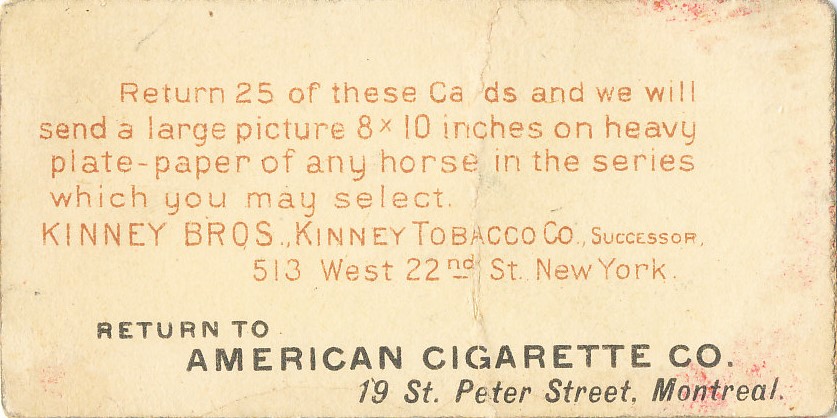 Return 25 of these Cards and we will
send a large picture 8 x 10 inches on heavy
plate-paper of any horse in the series
which you may select.
KINNEY BROS., KINNEY TOBACCO CO., SUCCESSOR,
513 West 22nd St. New York.
RETURN TO
AMERICAN CIGARETTE CO.
19 St. Peter Street, Montreal.